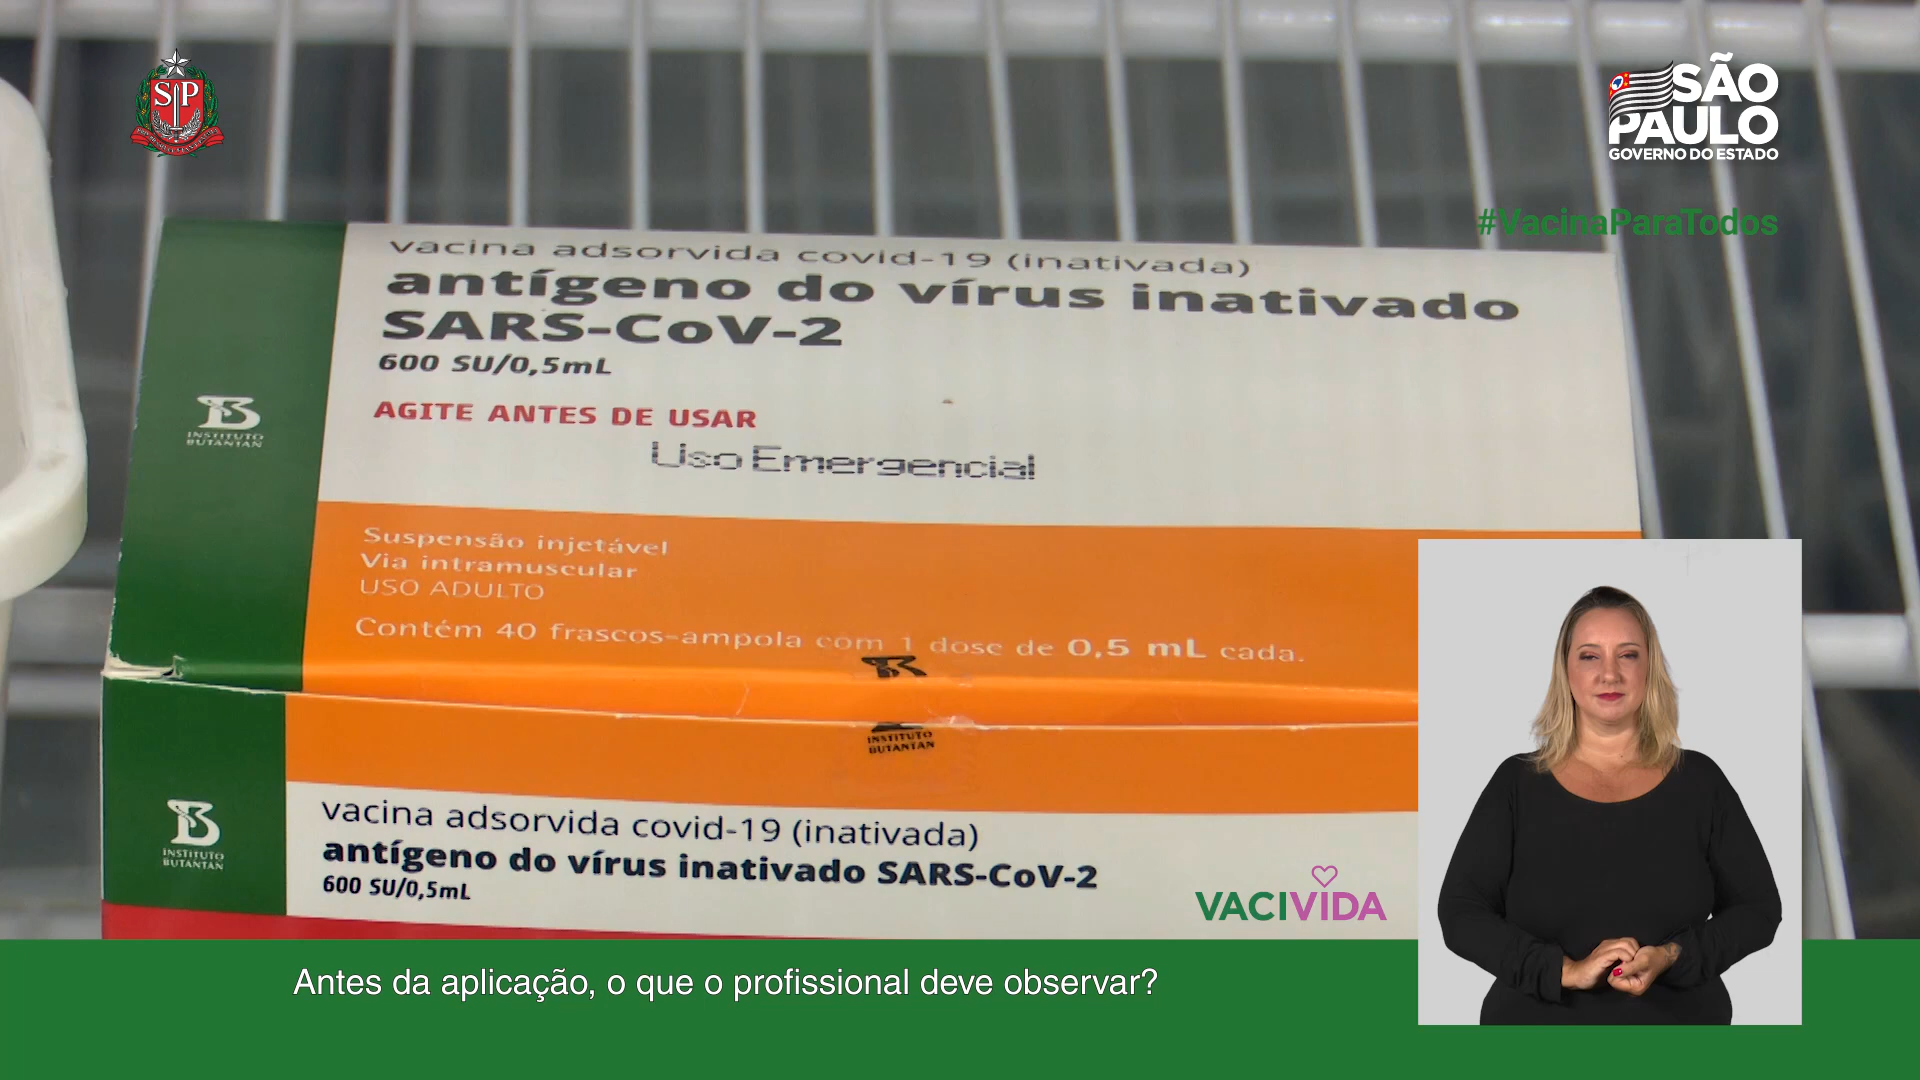 SP
SÃO
PAULO
GOVERNO DO ESTADO
#VacinaParaTodos
vacina adsorvida covid-19 (inativada)
antígeno do vírus inativado
SARS-CoV-2
600 SU/0,5mL
AGITE ANTES DE USAR
Uso Emergencial
INSTITUTO
BUTANTAN
Suspensão injetável
Via intramuscular
USO ADULTO
Contém 40 frascos-ampola com 1 dose de 0,5 mL cada.
INSTITUTO
BUTANTAN
vacina adsorvida covid-19 (inativada)
antígeno do vírus inativado SARS-CoV-2
600 SU/0,5mL
INSTITUTO
BUTANTAN
VACIVIDA
Antes da aplicação, o que o profissional deve observar?